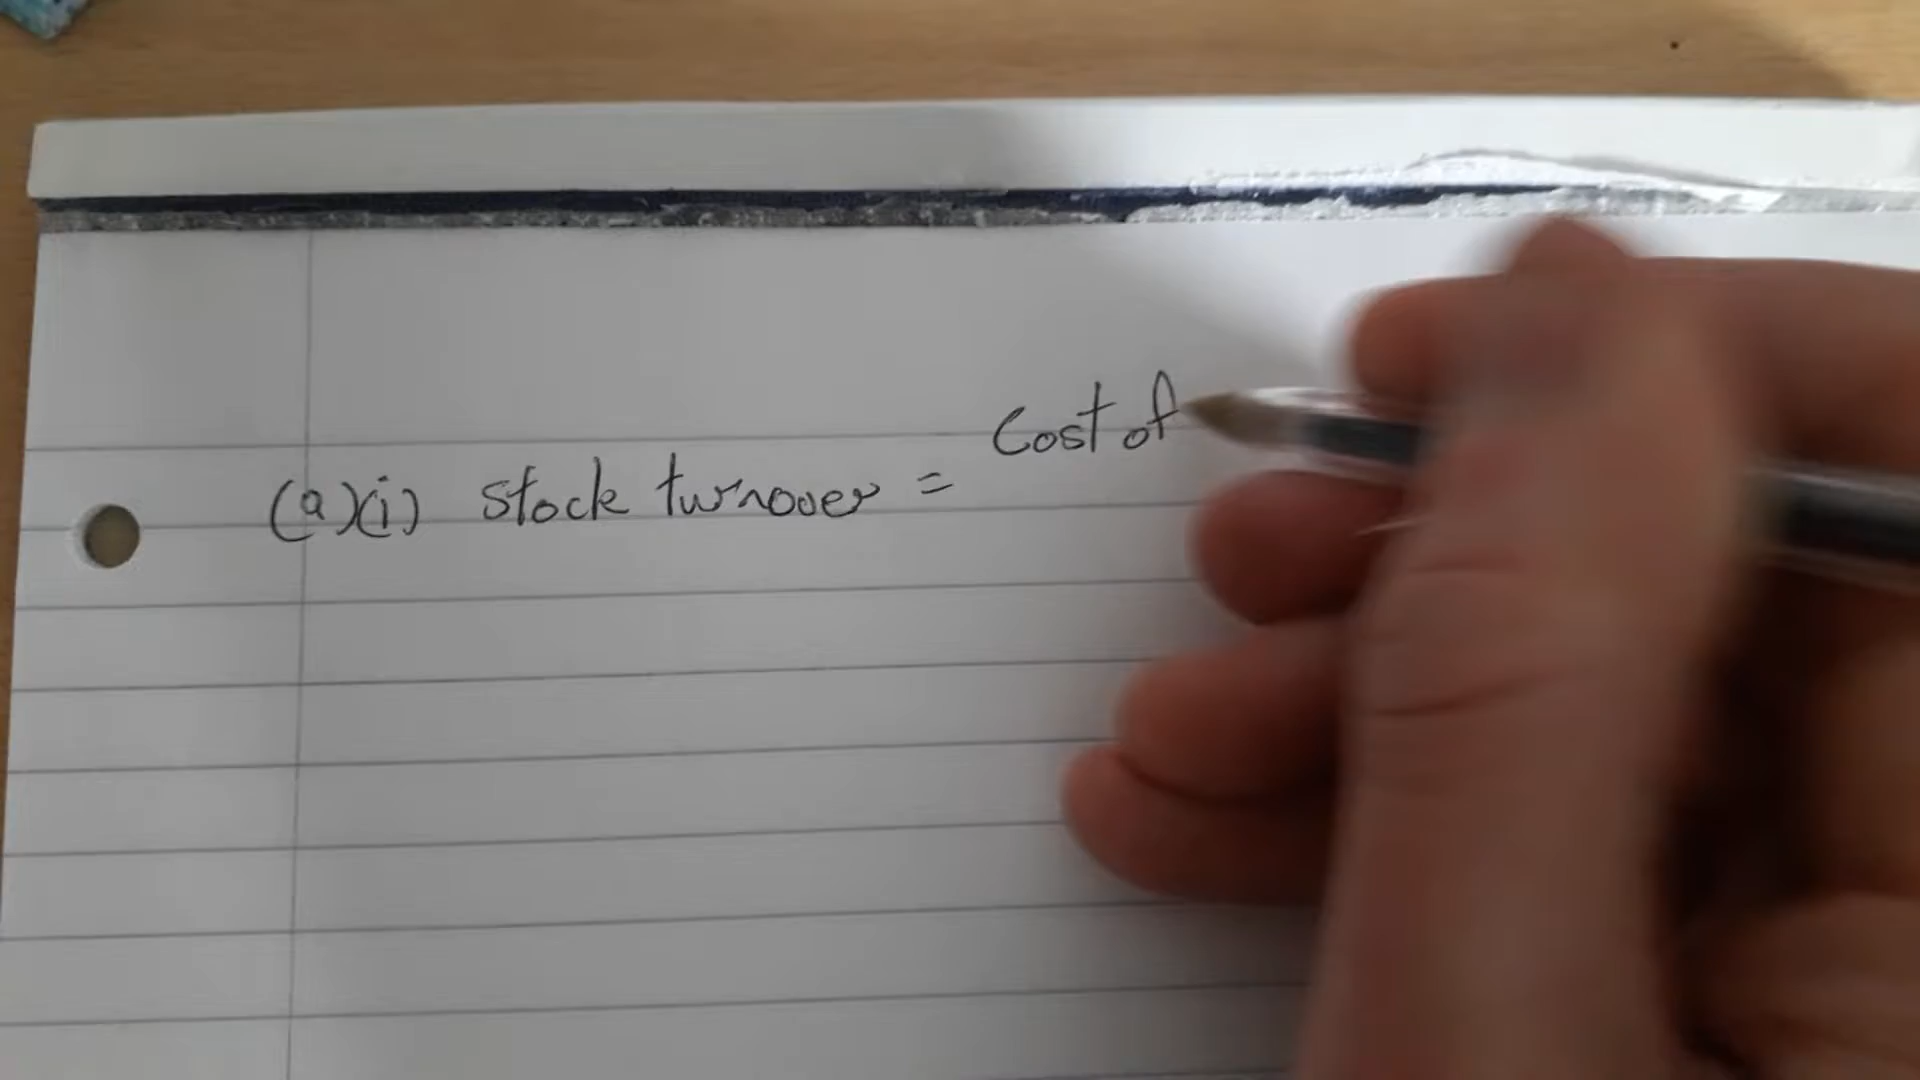 (a)(i) Stock turnover = Cost of